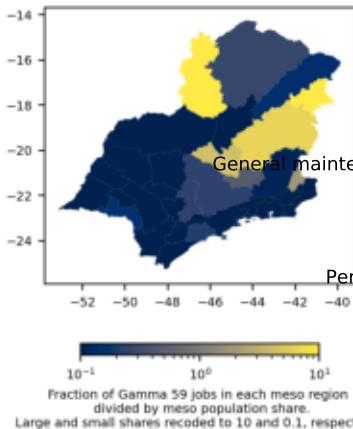 −14
−16
−18
−20
General mainte
−22
−24
Per
−52 −50 −48 −46 −44 −42 −40
10⁻¹ 10⁰ 10¹
Fraction of Gamma 59 jobs in each meso region
divided by meso population share.
Large and small shares recoded to 10 and 0.1, respec